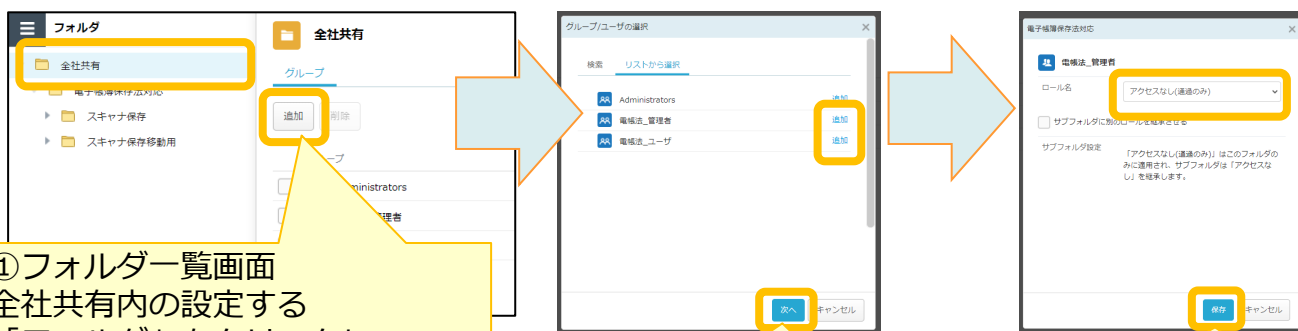 フォルダ
全社共有
電子帳簿保存法対応
スキャナ保存
スキャナ保存移動用
全社共有
グループ
追加
削除
①フォルダ一覧画面
全社共有内の設定する
グループ/ユーザの選択
検索 リストから選択
Administrators 追加
電帳法_管理者 追加
電帳法_ユーザ 追加
次へ キャンセル
電子帳簿保存法対応
電帳法_管理者
ロール名 アクセスなし(通過のみ)
サブフォルダに別のロールを継承させる
サブフォルダ設定
「アクセスなし(通過のみ)」はこのフォルダの
みに適用され、サブフォルダは「アクセスな
し」を継承します。
保存 キャンセル